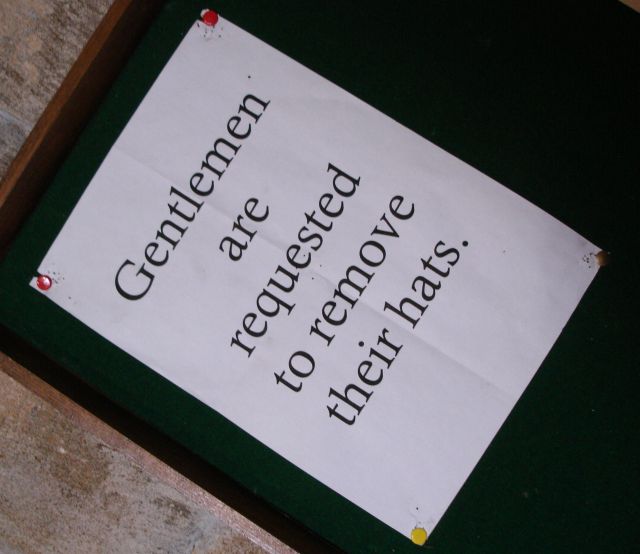 Gentlemen
are
requested
to remove
their hats.